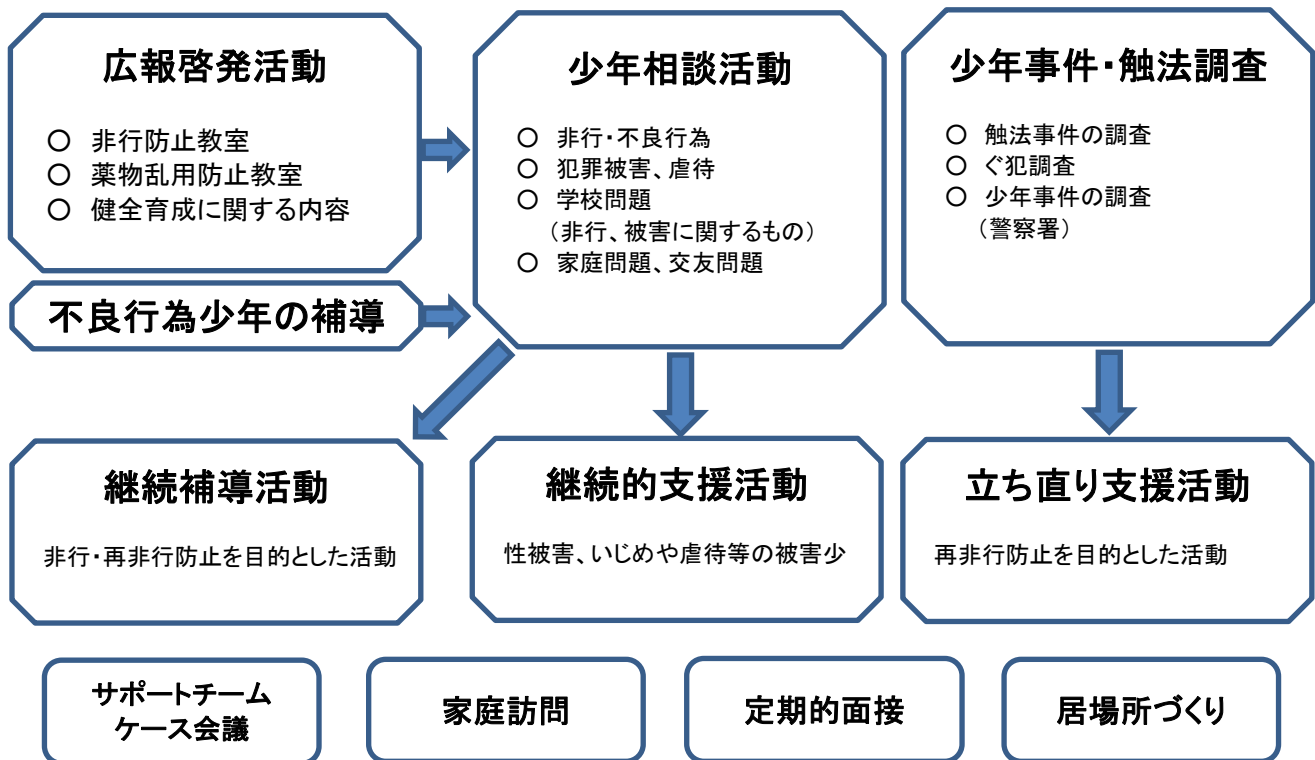 広報啓発活動
○ 非行防止教室
○ 薬物乱用防止教室
○ 健全育成に関する内容
不良行為少年の補導
少年相談活動
○ 非行・不良行為
○ 犯罪被害、虐待
○ 学校問題
（非行、被害に関するもの）
○ 家庭問題、交友問題
少年事件・触法調査
○ 触法事件の調査
○ ぐ犯調査
○ 少年事件の調査
（警察署）
継続補導活動
非行・再非行防止を目的とした活動
継続的支援活動
性被害、いじめや虐待等の被害少
立ち直り支援活動
再非行防止を目的とした活動
サポートチーム
ケース会議
家庭訪問
定期的面接
居場所づくり